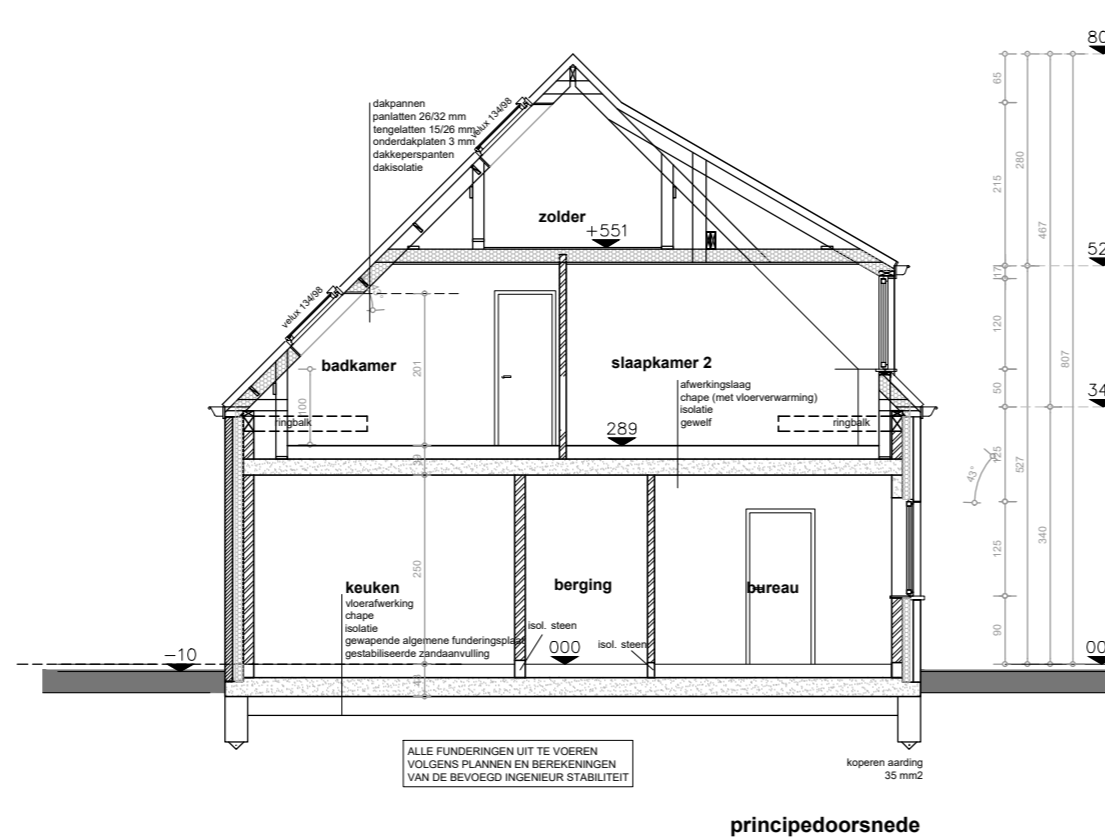 80
dakpannen
panlatten 26/32 mm
tengelatten 15/26 mm
onderdakplaten 3 mm
dakkeperspanten
dakisolatie
velux 134/98
65
280
215
zolder
+551
467
52
17
velux 134/98
120
badkamer
201
slaapkamer 2
807
afwerkingslaag
chape (met vloerverwarming)
isolatie
gewelf
50
34
100
ringbalk
289
ringbalk
125
527
43°
keuken
250
berging
bureau
125
340
vloerafwerking
chape
isolatie
gewapende algemene funderingsplaat
gestabiliseerde zandaanvulling
isol. steen
isol. steen
90
-10
000
00
ALLE FUNDERINGEN UIT TE VOEREN
VOLGENS PLANNEN EN BEREKENINGEN
VAN DE BEVOEGD INGENIEUR STABILITEIT
koperen aarding
35 mm2
principedoorsnede